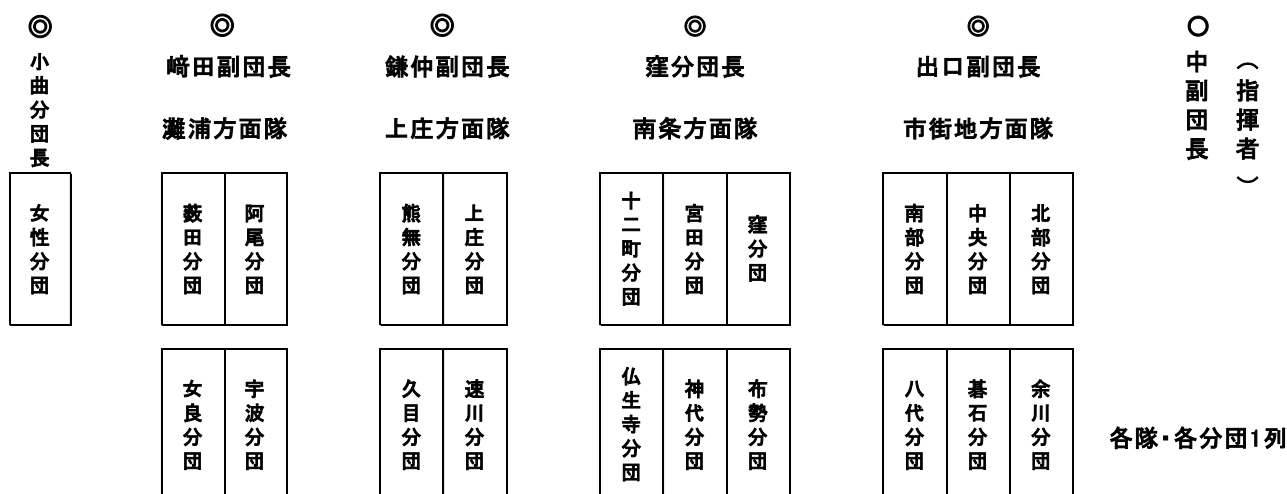 ◎
小曲分団長
女性分団
◎
﨑田副団長
灘浦方面隊
藪田分団
阿尾分団
女良分団
宇波分団
◎
鎌仲副団長
上庄方面隊
熊無分団
上庄分団
久目分団
速川分団
◎
窪分団長
南条方面隊
十二町分団
宮田分団
窪分団
仏生寺分団
神代分団
布勢分団
◎
出口副団長
市街地方面隊
南部分団
中央分団
北部分団
八代分団
碁石分団
余川分団
○
中副団長
（指揮者）
各隊・各分団1列